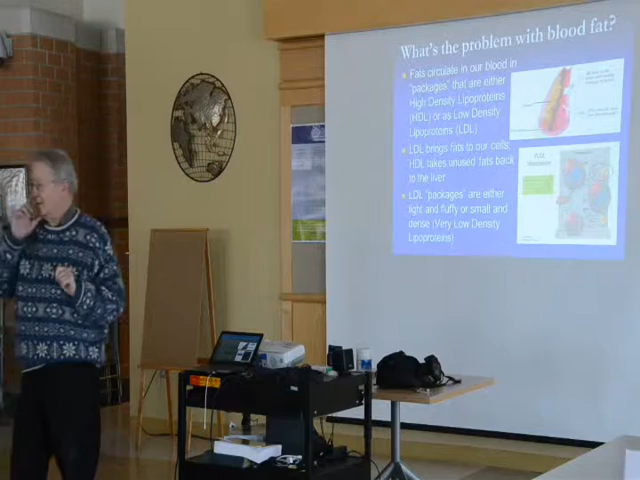 What's the problem with blood fat?
Fats circulate in our blood in
"packages" that are either
High Density Lipoproteins
(HDL) or as Low Density
Lipoproteins (LDL)
LDL brings fats to our cells,
HDL takes unused fats back
to the liver
LDL "packages" are either
light and fluffy or small and
dense (Very Low Density
Lipoproteins)